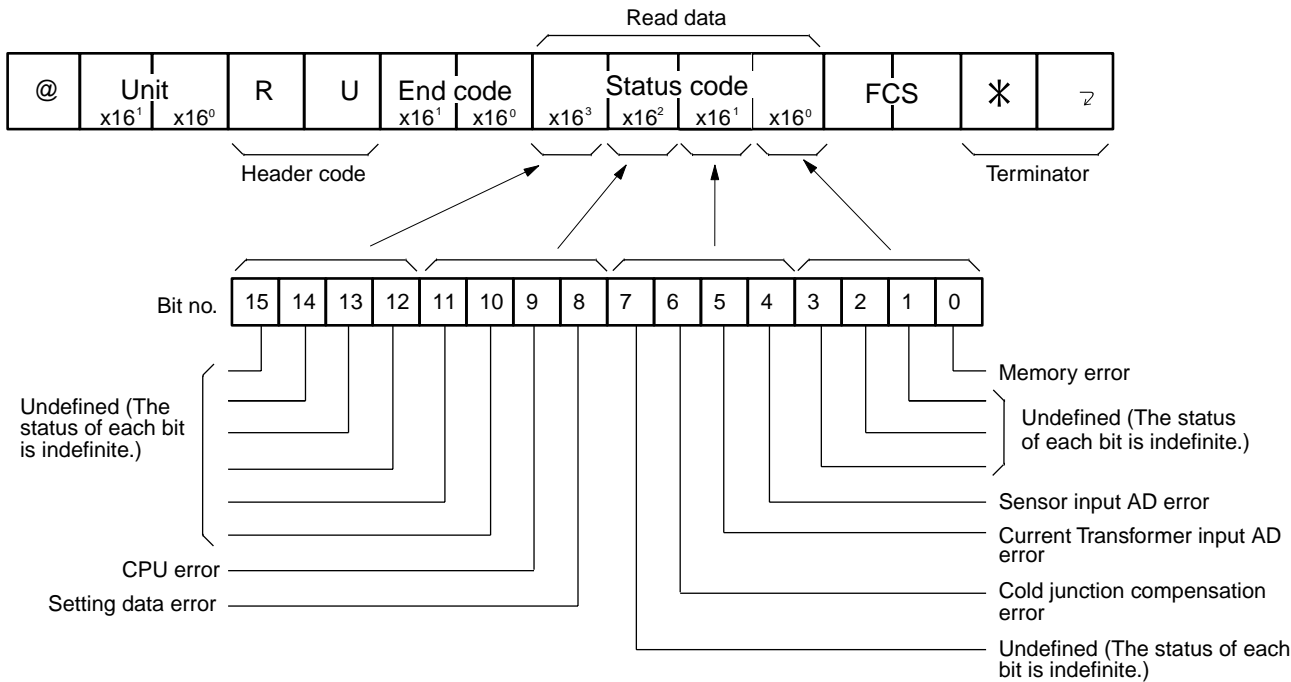 Read data
@ Unit R U End code Status code FCS * 
x16¹ x16⁰ x16¹ x16⁰ x16³ x16² x16¹ x16⁰
Header code
Terminator
Bit no. 15 14 13 12 11 10 9 8 7 6 5 4 3 2 1 0
Undefined (The
status of each bit
is indefinite.)
CPU error
Setting data error
Memory error
Undefined (The status
of each bit is indefinite.)
Sensor input AD error
Current Transformer input AD
error
Cold junction compensation
error
Undefined (The status of each
bit is indefinite.)